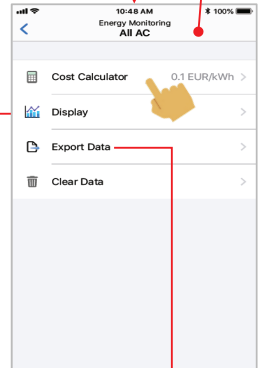 10:48 AM 100%
Energy Monitoring
All AC
Cost Calculator 0.1 EUR/kWh
Display
Export Data
Clear Data